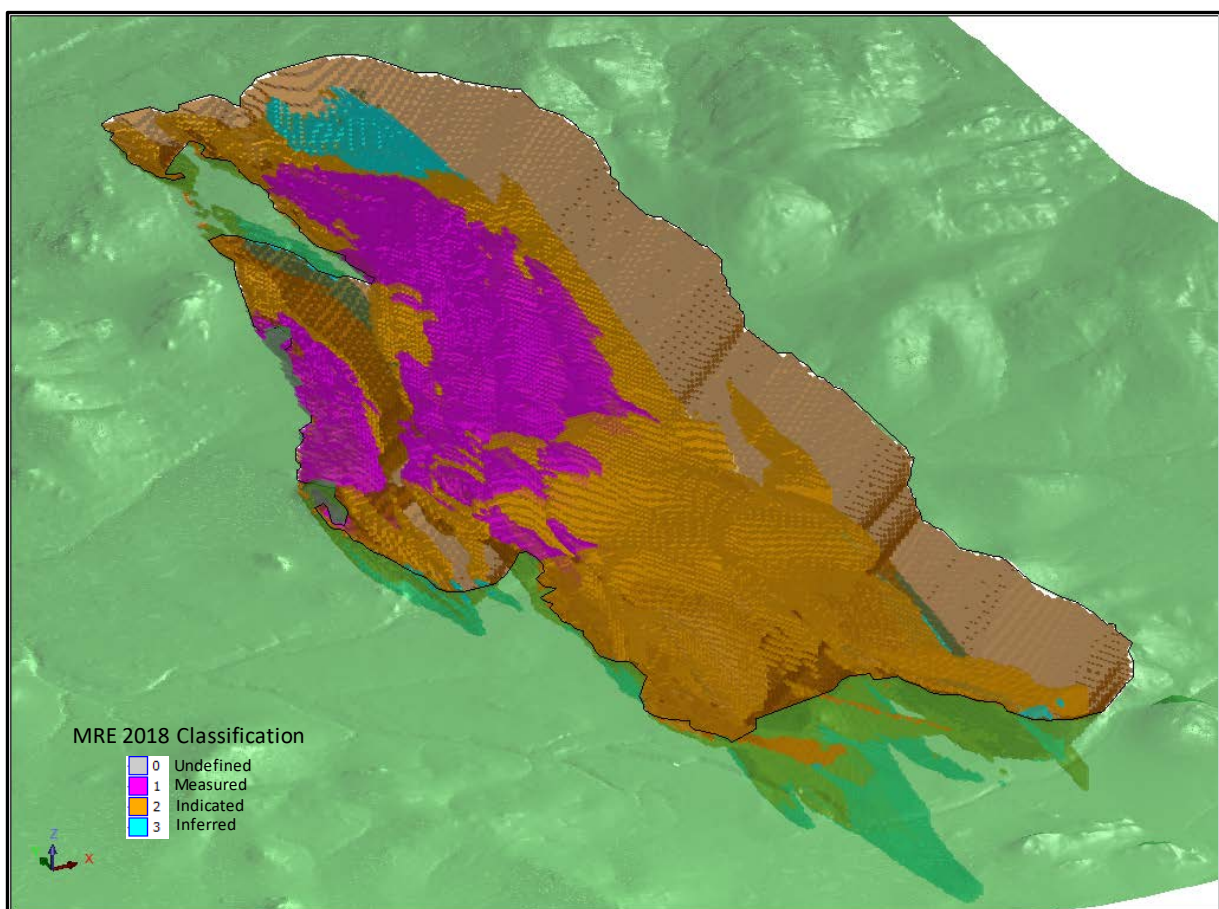 MRE 2018 Classification
0 Undefined
1 Measured
2 Indicated
3 Inferred
Z
X